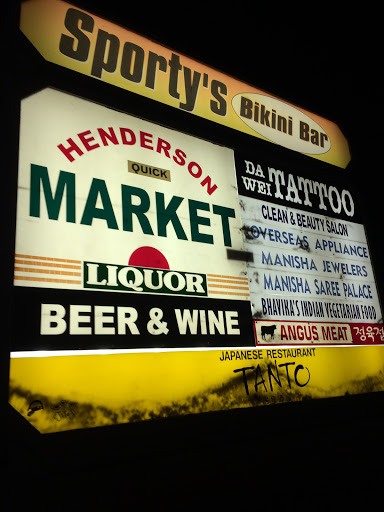 Sporty's
Bikini Bar
HENDERSON
QUICK
MARKET
LIQUOR
BEER & WINE
DA WEI TATTOO
CLEAN & BEAUTY SALON
OVERSEAS APPLIANCE
MANISHA JEWELERS
MANISHA SAREE PALACE
BHAVIKA'S INDIAN VEGETARIAN FOOD
ANGUS MEAT 정육점
JAPANESE RESTAURANT
TANTO